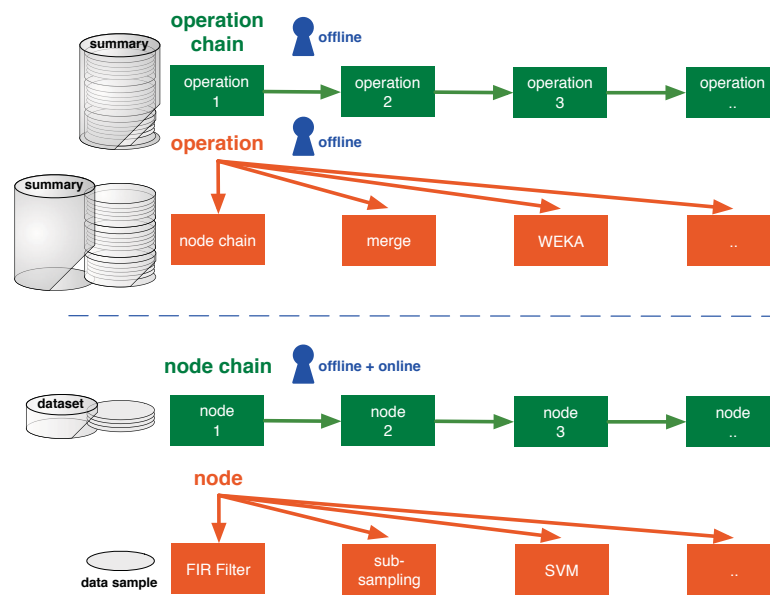 summary
operation
chain
offline
operation
1
operation
2
operation
3
operation
..
operation
offline
summary
node chain
merge
WEKA
..
node chain
offline + online
dataset
node
1
node
2
node
3
node
..
node
data sample
FIR Filter
sub-
sampling
SVM
..